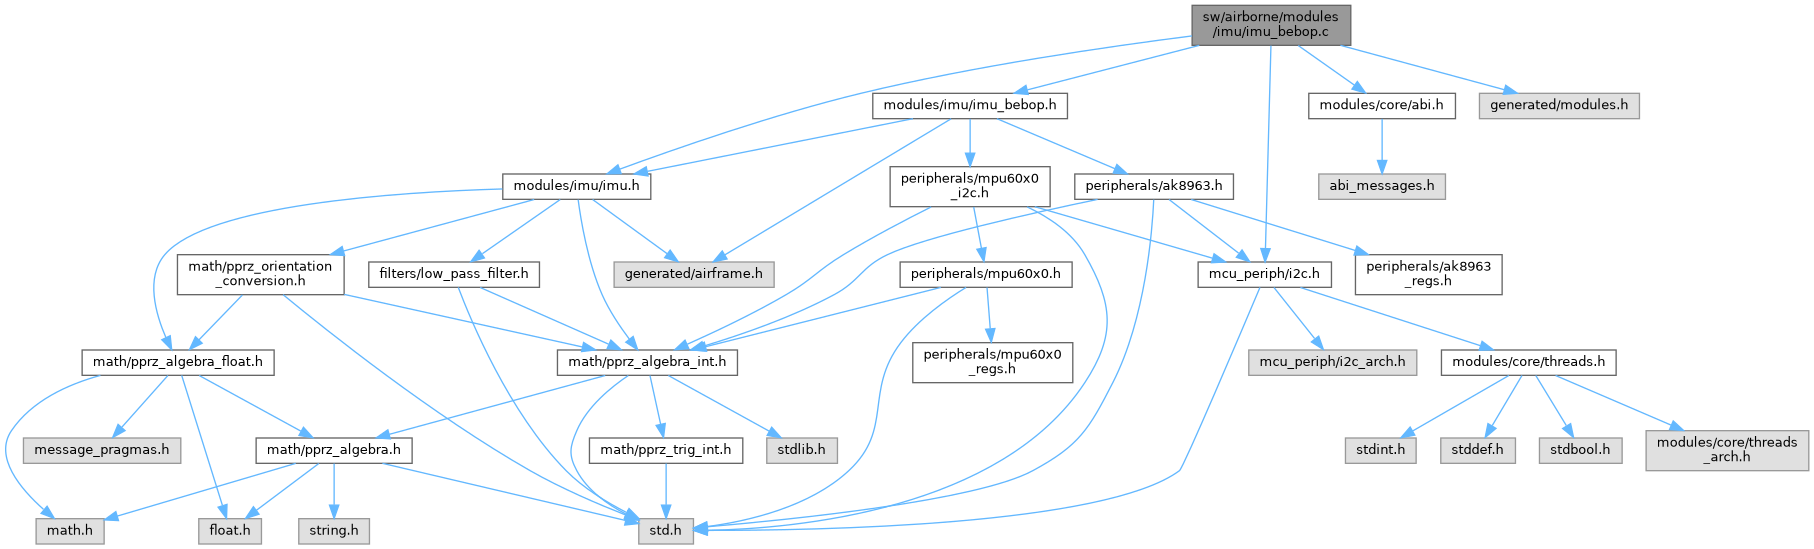 sw/airborne/modules
/imu/imu_bebop.c
modules/imu/imu_bebop.h
modules/core/abi.h
generated/modules.h
modules/imu/imu.h
peripherals/mpu60x0
_i2c.h
peripherals/ak8963.h
abi_messages.h
math/pprz_orientation
_conversion.h
filters/low_pass_filter.h
generated/airframe.h
peripherals/mpu60x0.h
mcu_periph/i2c.h
peripherals/ak8963
_regs.h
math/pprz_algebra_float.h
math/pprz_algebra_int.h
peripherals/mpu60x0
_regs.h
mcu_periph/i2c_arch.h
modules/core/threads.h
message_pragmas.h
math/pprz_algebra.h
math/pprz_trig_int.h
stdlib.h
stdint.h
stddef.h
stdbool.h
modules/core/threads
_arch.h
math.h
float.h
string.h
std.h